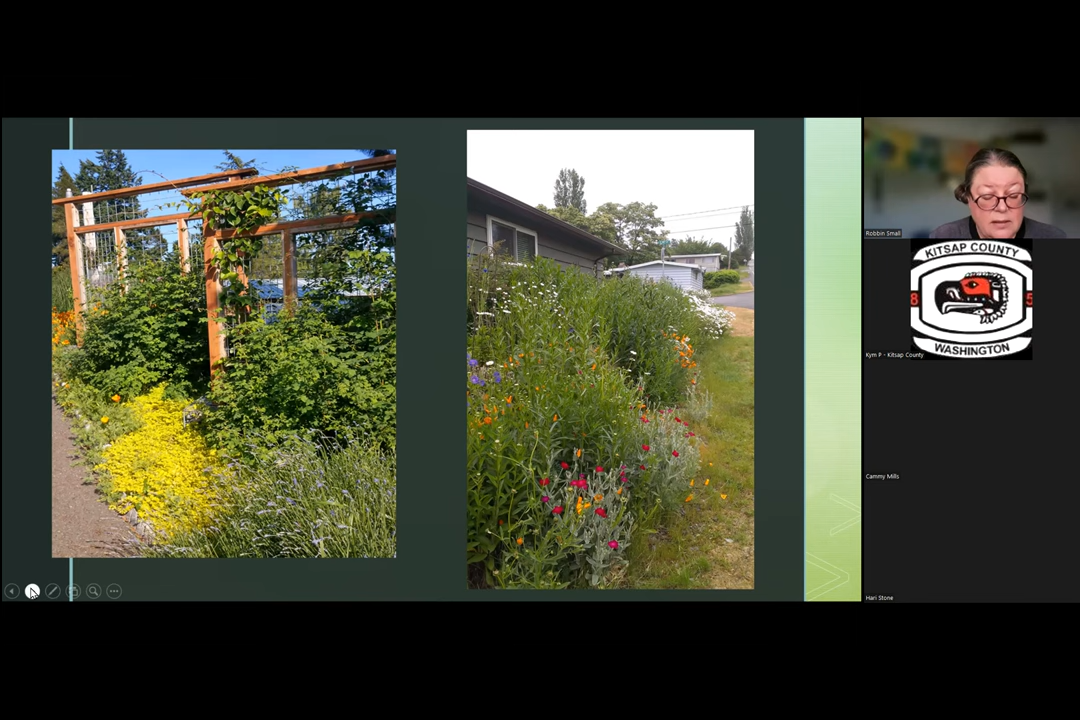 Robbin Small
KITSAP COUNTY
8 5
WASHINGTON
Kym P - Kitsap County
Cammy Mills
Hari Stone